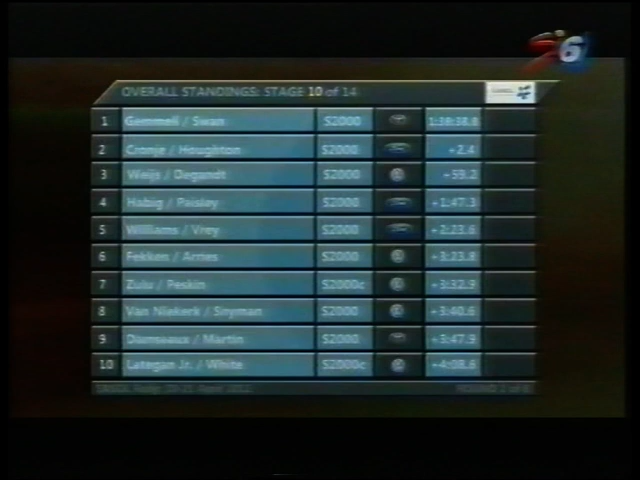 6
OVERALL STANDINGS: STAGE 10 of 14
1 Gemmell / Swan S2000 1:38:38.8
2 Cronje / Houghton S2000 +2.4
3 Weijs / Degandt S2000 +59.2
4 Habig / Paisley S2000 +1:47.3
5 Williams / Vrey S2000 +2:23.6
6 Fekken / Arries S2000 +3:23.8
7 Zulu / Peskin S2000c +3:32.9
8 Van Niekerk / Snyman S2000 +3:40.6
9 Damseaux / Martin S2000 +3:47.9
10 Lategan Jr. / White S2000c +4:08.6